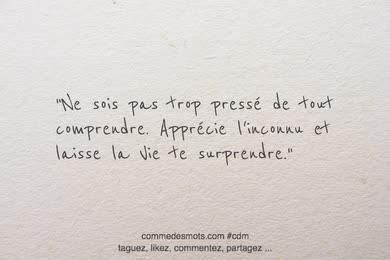 "Ne sois pas trop pressé de tout
comprendre. Apprécie l'inconnu et
laisse la Vie te surprendre."
commedesmots.com #cdm
taguez, likez, commentez, partagez ...